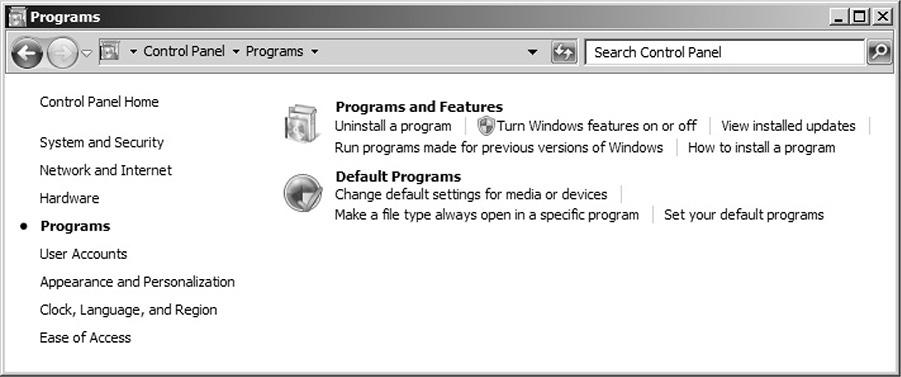 Programs
Control Panel Programs
Search Control Panel
Control Panel Home
System and Security
Network and Internet
Hardware
Programs
User Accounts
Appearance and Personalization
Clock, Language, and Region
Ease of Access
Programs and Features
Uninstall a program Turn Windows features on or off View installed updates
Run programs made for previous versions of Windows How to install a program
Default Programs
Change default settings for media or devices
Make a file type always open in a specific program Set your default programs